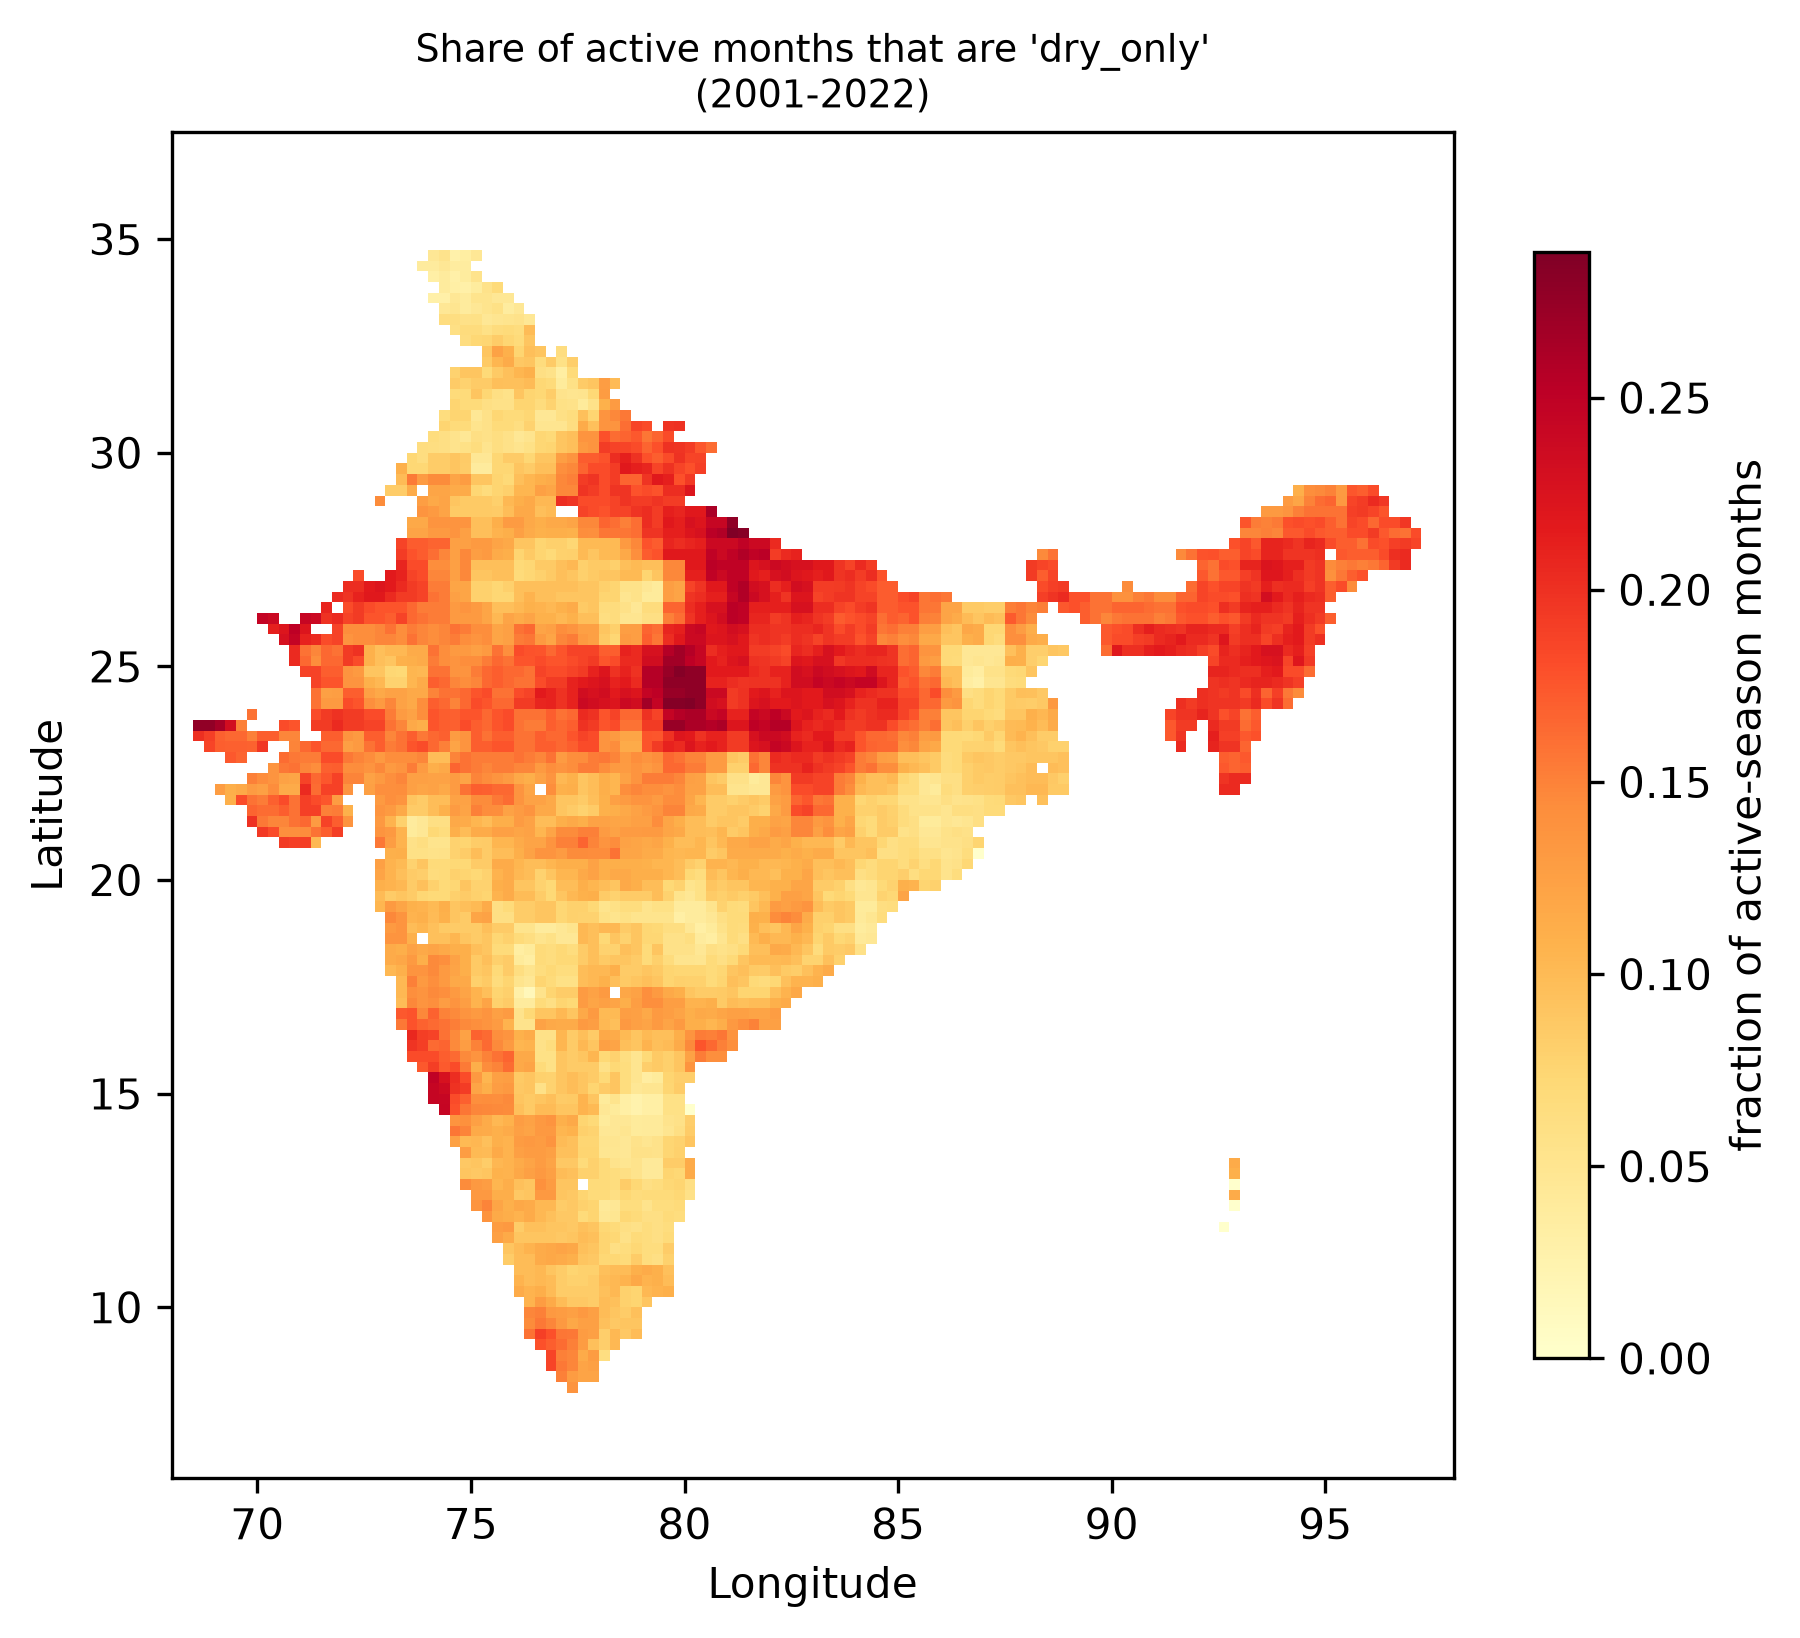 Share of active months that are 'dry_only'
(2001-2022)
35
30
25
20
15
10
Latitude
70 75 80 85 90 95
Longitude
0.25
0.20
0.15
0.10
0.05
0.00
fraction of active-season months